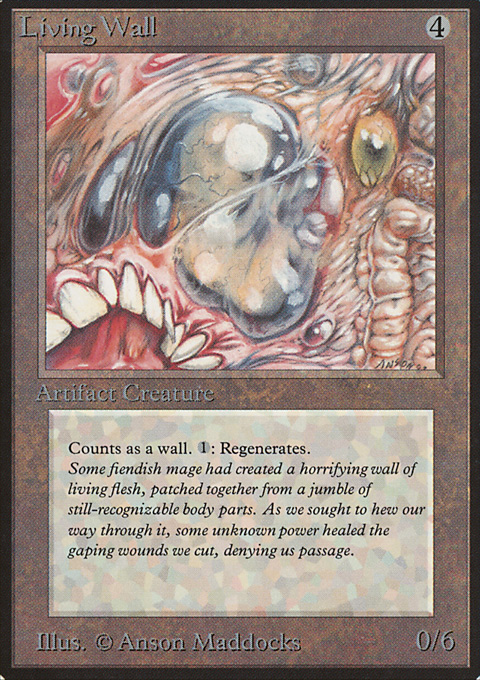 Living Wall 4
ANSON
Artifact Creature
Counts as a wall. 1: Regenerates.
Some fiendish mage had created a horrifying wall of
living flesh, patched together from a jumble of
still-recognizable body parts. As we sought to hew our
way through it, some unknown power healed the
gaping wounds we cut, denying us passage.
Illus. © Anson Maddocks 0/6